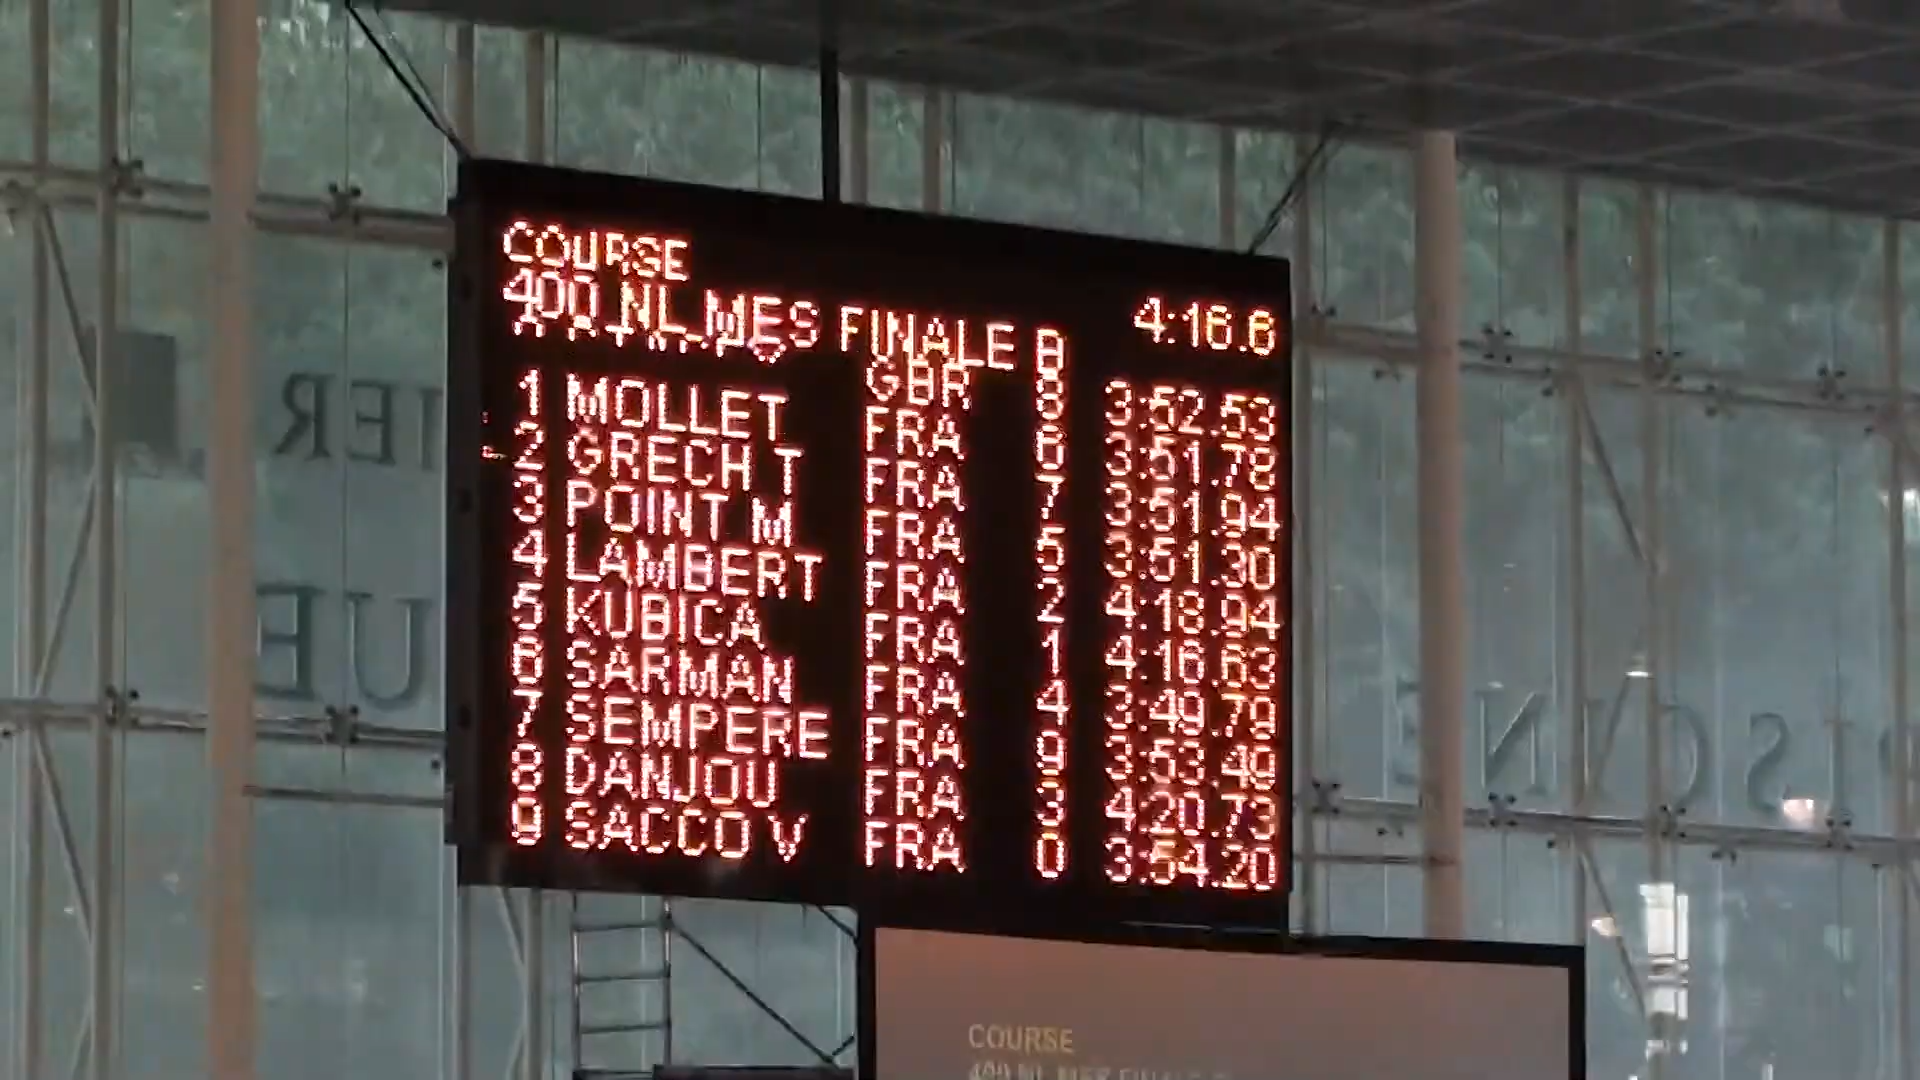 COURSE
400 NL MES FINALE B 4:16.6
GBR 8 3:52.53
1 MOLLET FRA 6 3:51.78
2 GRECH T FRA 7 3:51.94
3 POINT M FRA 5 3:51.30
4 LAMBERT FRA 2 4:18.94
5 KUBICA FRA 1 4:16.63
6 SARMAN FRA 4 3:49.79
7 SEMPERE FRA 9 3:53.49
8 DANJOU FRA 3 4:20.73
9 SACCO V FRA 0 3:54.20
COURSE